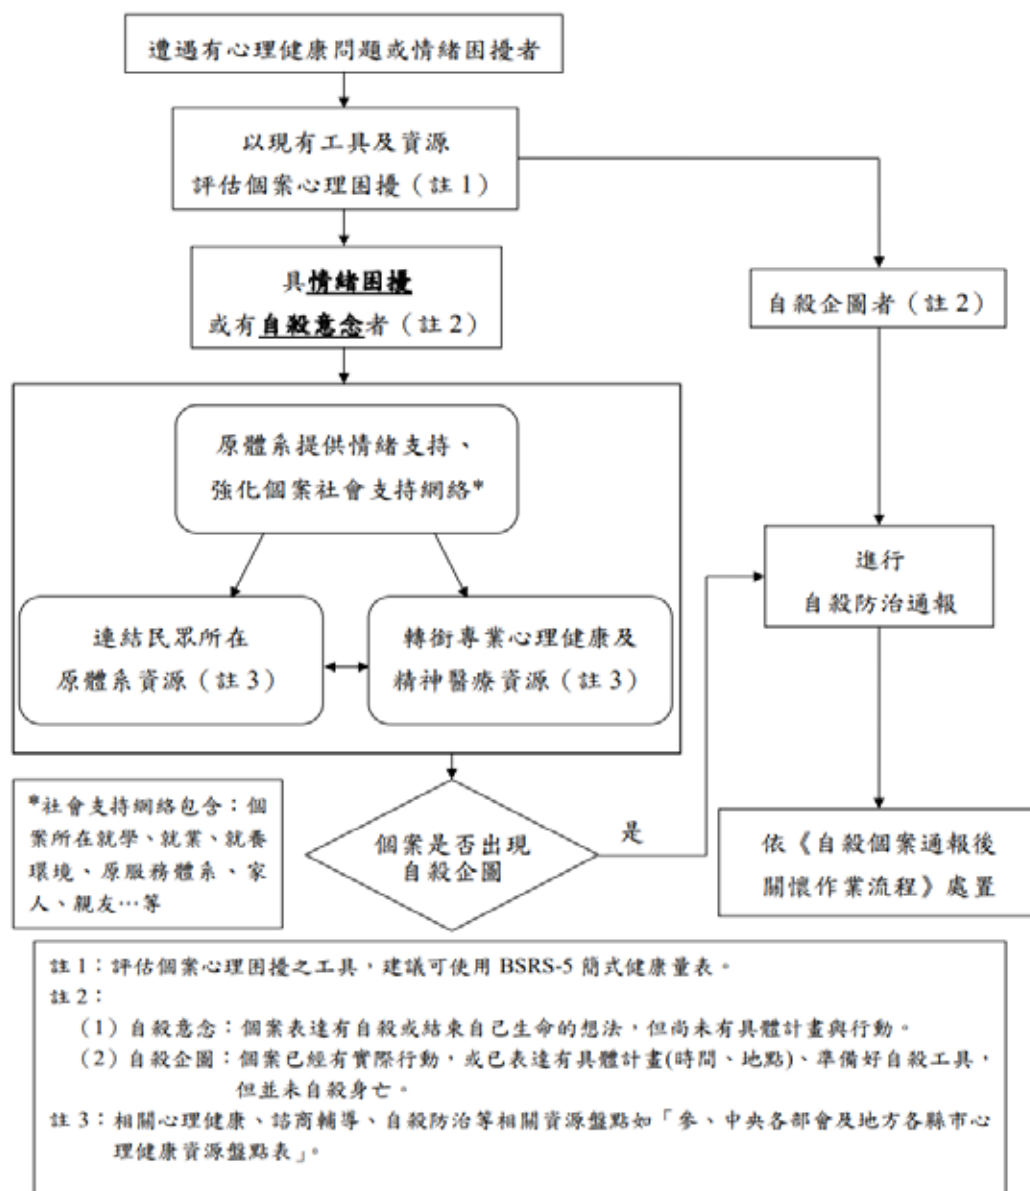 遭遇有心理健康問題或情緒困擾者
以現有工具及資源
評估個案心理困擾（註1）
具情緒困擾
或有自殺意念者（註2）
自殺企圖者（註2）
原體系提供情緒支持、
強化個案社會支持網絡*
連結民眾所在
原體系資源（註3）
轉銜專業心理健康及
精神醫療資源（註3）
進行
自殺防治通報
*社會支持網絡包含：個
案所在就學、就業、就養
環境、原服務體系、家
人、親友…等
個案是否出現
自殺企圖
是
依《自殺個案通報後
關懷作業流程》處置
註1：評估個案心理困擾之工具，建議可使用 BSRS-5 簡式健康量表。
註2：
（1）自殺意念：個案表達有自殺或結束自己生命的想法，但尚未有具體計畫與行動。
（2）自殺企圖：個案已經有實際行動，或已表達有具體計畫(時間、地點)、準備好自殺工具，
但並未自殺身亡。
註3：相關心理健康、諮商輔導、自殺防治等相關資源盤點如「參、中央各部會及地方各縣市心
理健康資源盤點表」。